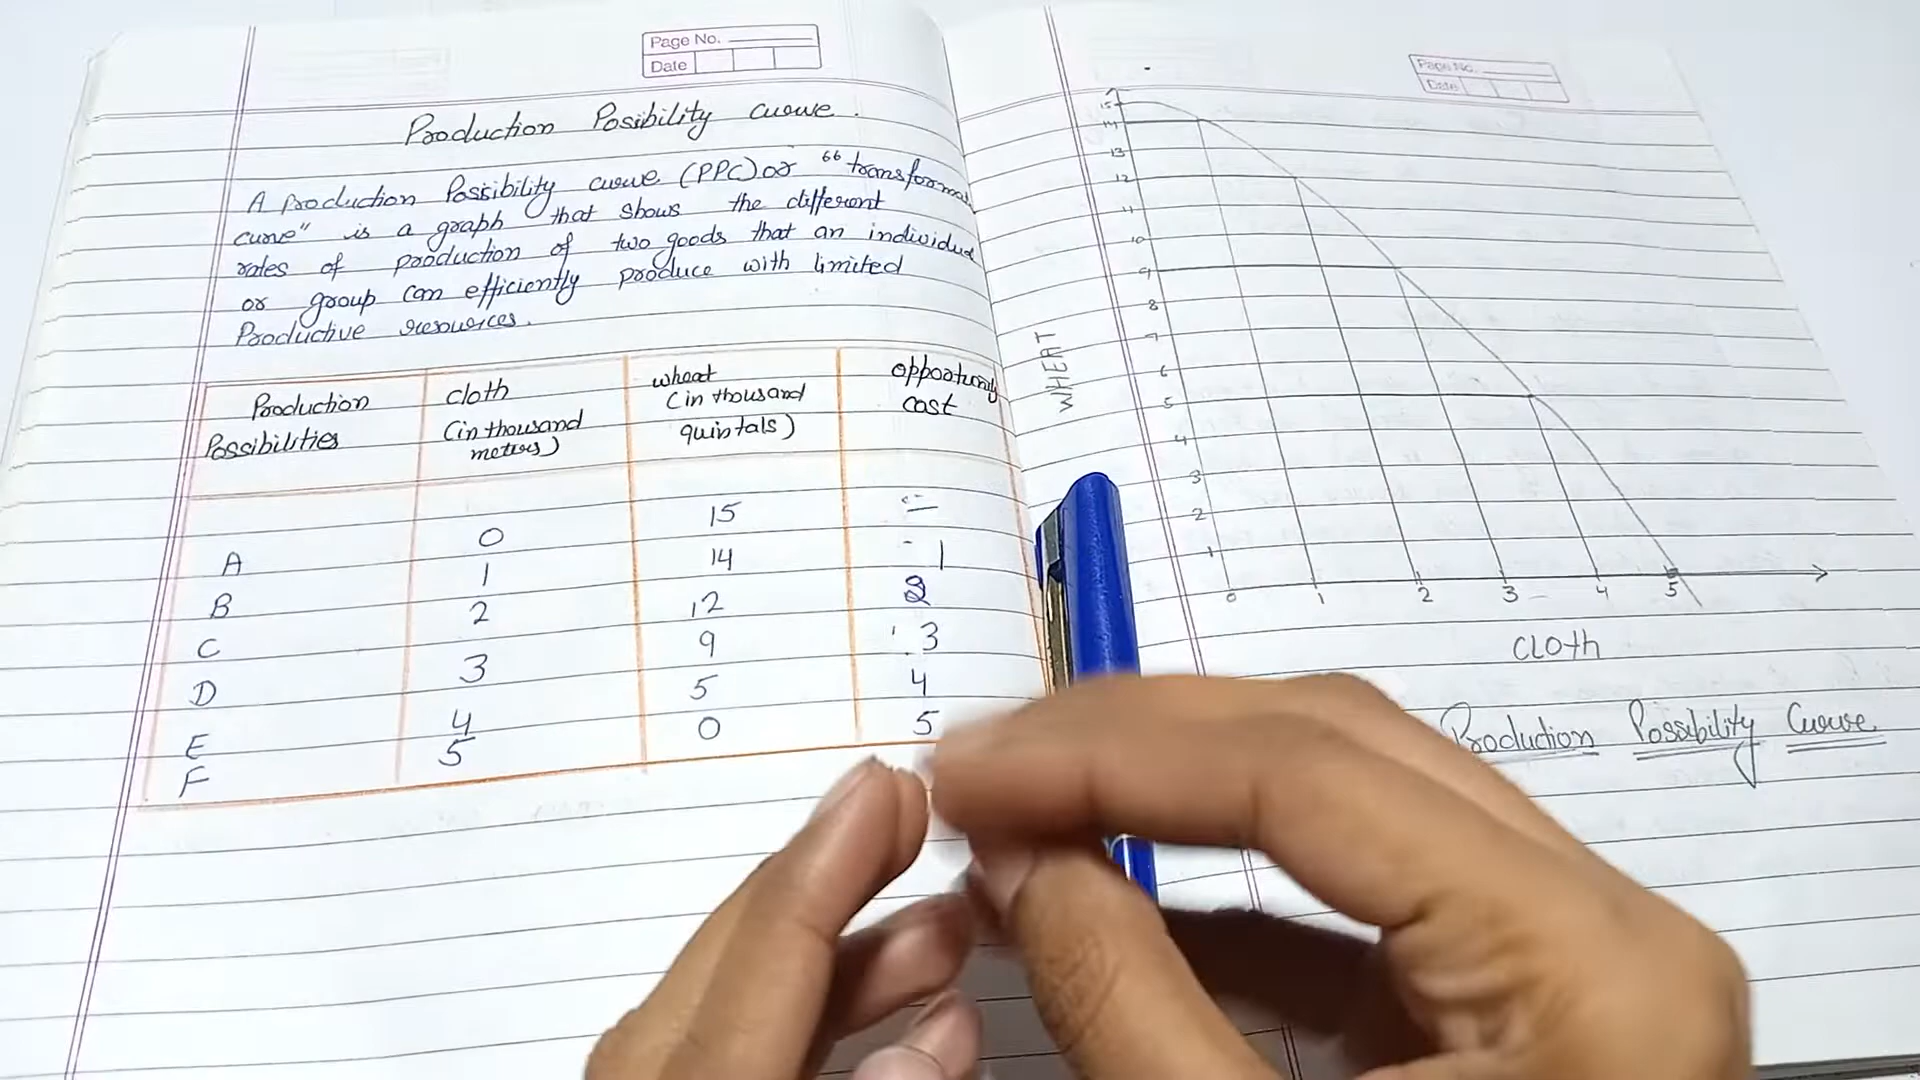 Page No.
Date
Production Posibility curve.
A production Possibility curve (PPC) or "transforma
curve" is a graph that shows the different
rates of production of two goods that an individual
or group can efficiently produce with limited
Productive resources.
Production Possibilities cloth (in thousand meters) wheat (in thousand quintals) opportunity cost
A 0 15 =
B 1 14 1
C 2 12 2
D 3 9 3
E 4 5 4
F 5 0 5
Page No.
Date
15
14
13
12
11
10
9
8
7
6
5
4
3
2
1
WHEAT
0 1 2 3 4 5
CLOTH
Production Possibility Curve